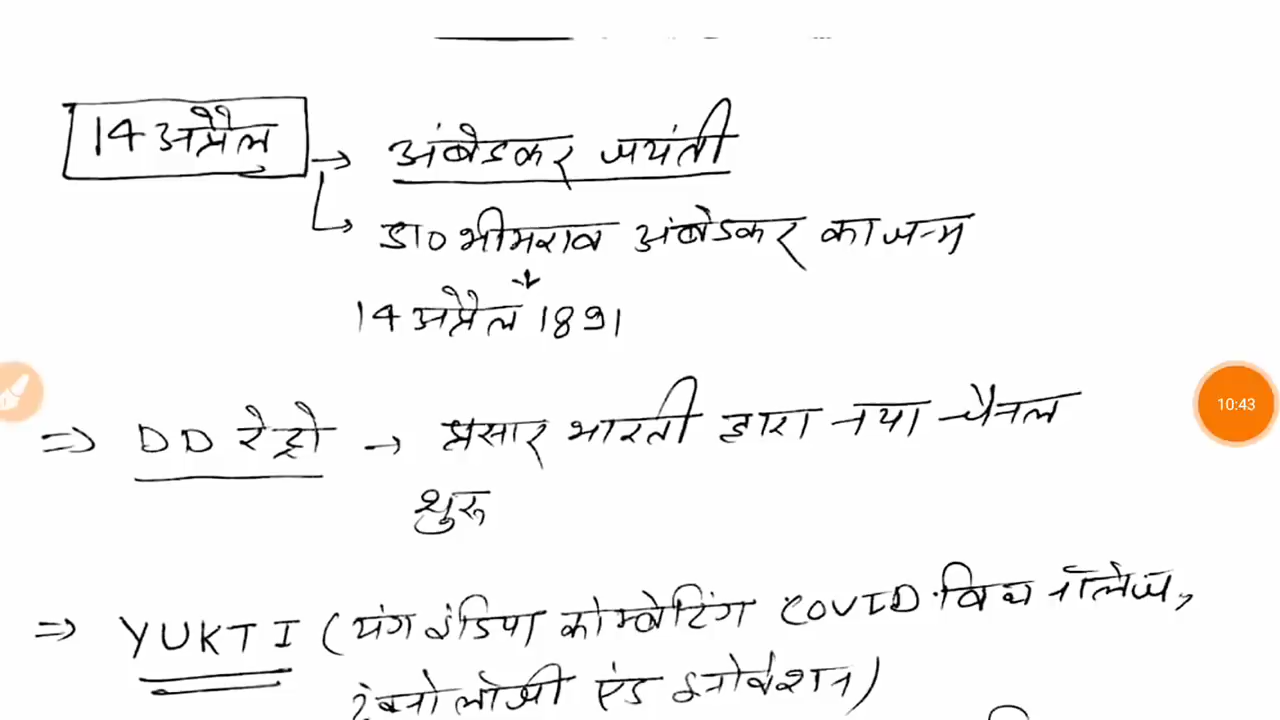 14 अप्रैल → अंबेडकर जयंती
→ डा० भीमराव अंबेडकर का जन्म
14 अप्रैल 1891
⇒ DD रेट्रो → प्रसार भारती द्वारा नया चैनल
शुरू
10:43
⇒ YUKTI (यंग इंडिया कोम्बेटिंग COVID विथ नॉलेज,
टेक्नोलॉजी एंड इनोवेशन)